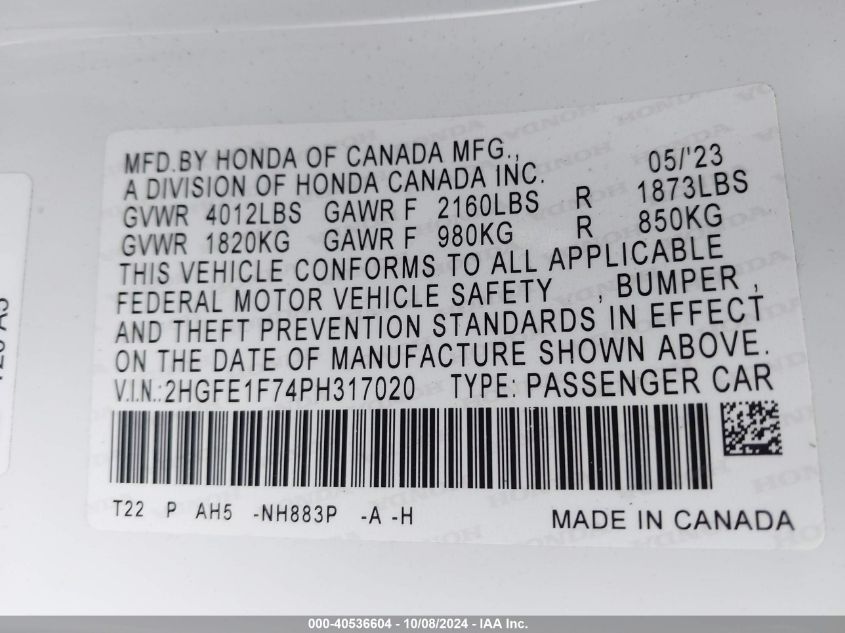 MFD.BY HONDA OF CANADA MFG., 05/'23
A DIVISION OF HONDA CANADA INC.
GVWR 4012LBS GAWR F 2160LBS R 1873LBS
GVWR 1820KG GAWR F 980KG R 850KG
THIS VEHICLE CONFORMS TO ALL APPLICABLE
FEDERAL MOTOR VEHICLE SAFETY , BUMPER ,
AND THEFT PREVENTION STANDARDS IN EFFECT
ON THE DATE OF MANUFACTURE SHOWN ABOVE.
V.I.N.:2HGFE1F74PH317020 TYPE: PASSENGER CAR
T22 P AH5 -NH883P -A -H MADE IN CANADA
000-40536604 - 10/08/2024 - IAA Inc.